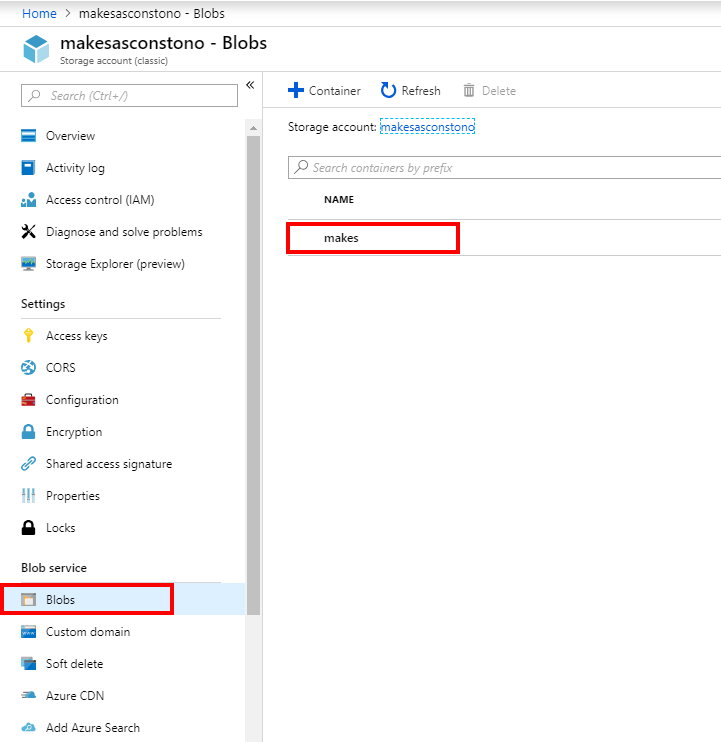 Home > makesasconstono - Blobs
makesasconstono - Blobs
Storage account (classic)
«
Search (Ctrl+/)
Overview
Activity log
Access control (IAM)
Diagnose and solve problems
Storage Explorer (preview)
Settings
Access keys
CORS
Configuration
Encryption
Shared access signature
Properties
Locks
Blob service
Blobs
Custom domain
Soft delete
Azure CDN
Add Azure Search
Container Refresh Delete
Storage account: makesasconstono
Search containers by prefix
NAME
makes